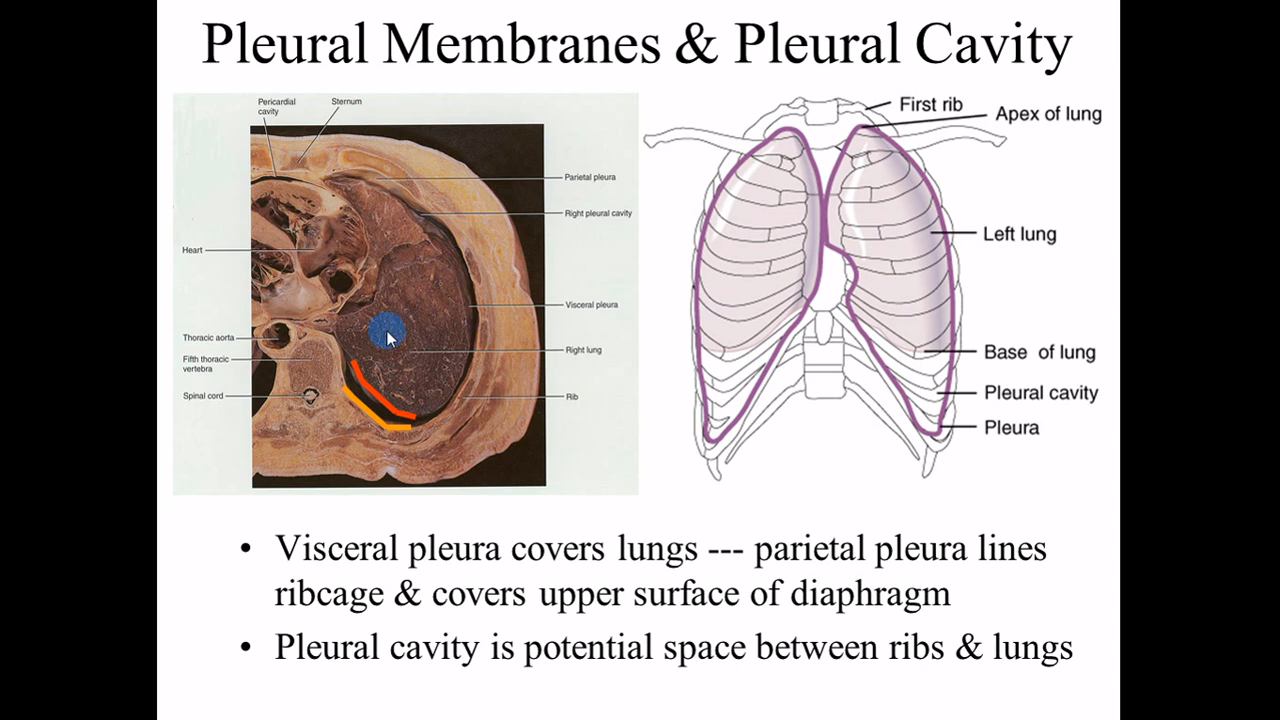 Pleural Membranes & Pleural Cavity
Pericardial
cavity
Sternum
Parietal pleura
Right pleural cavity
Heart
Visceral pleura
Thoracic aorta
Right lung
Fifth thoracic
vertebra
Spinal cord
Rib
First rib
Apex of lung
Left lung
Base of lung
Pleural cavity
Pleura
• Visceral pleura covers lungs --- parietal pleura lines
ribcage & covers upper surface of diaphragm
• Pleural cavity is potential space between ribs & lungs